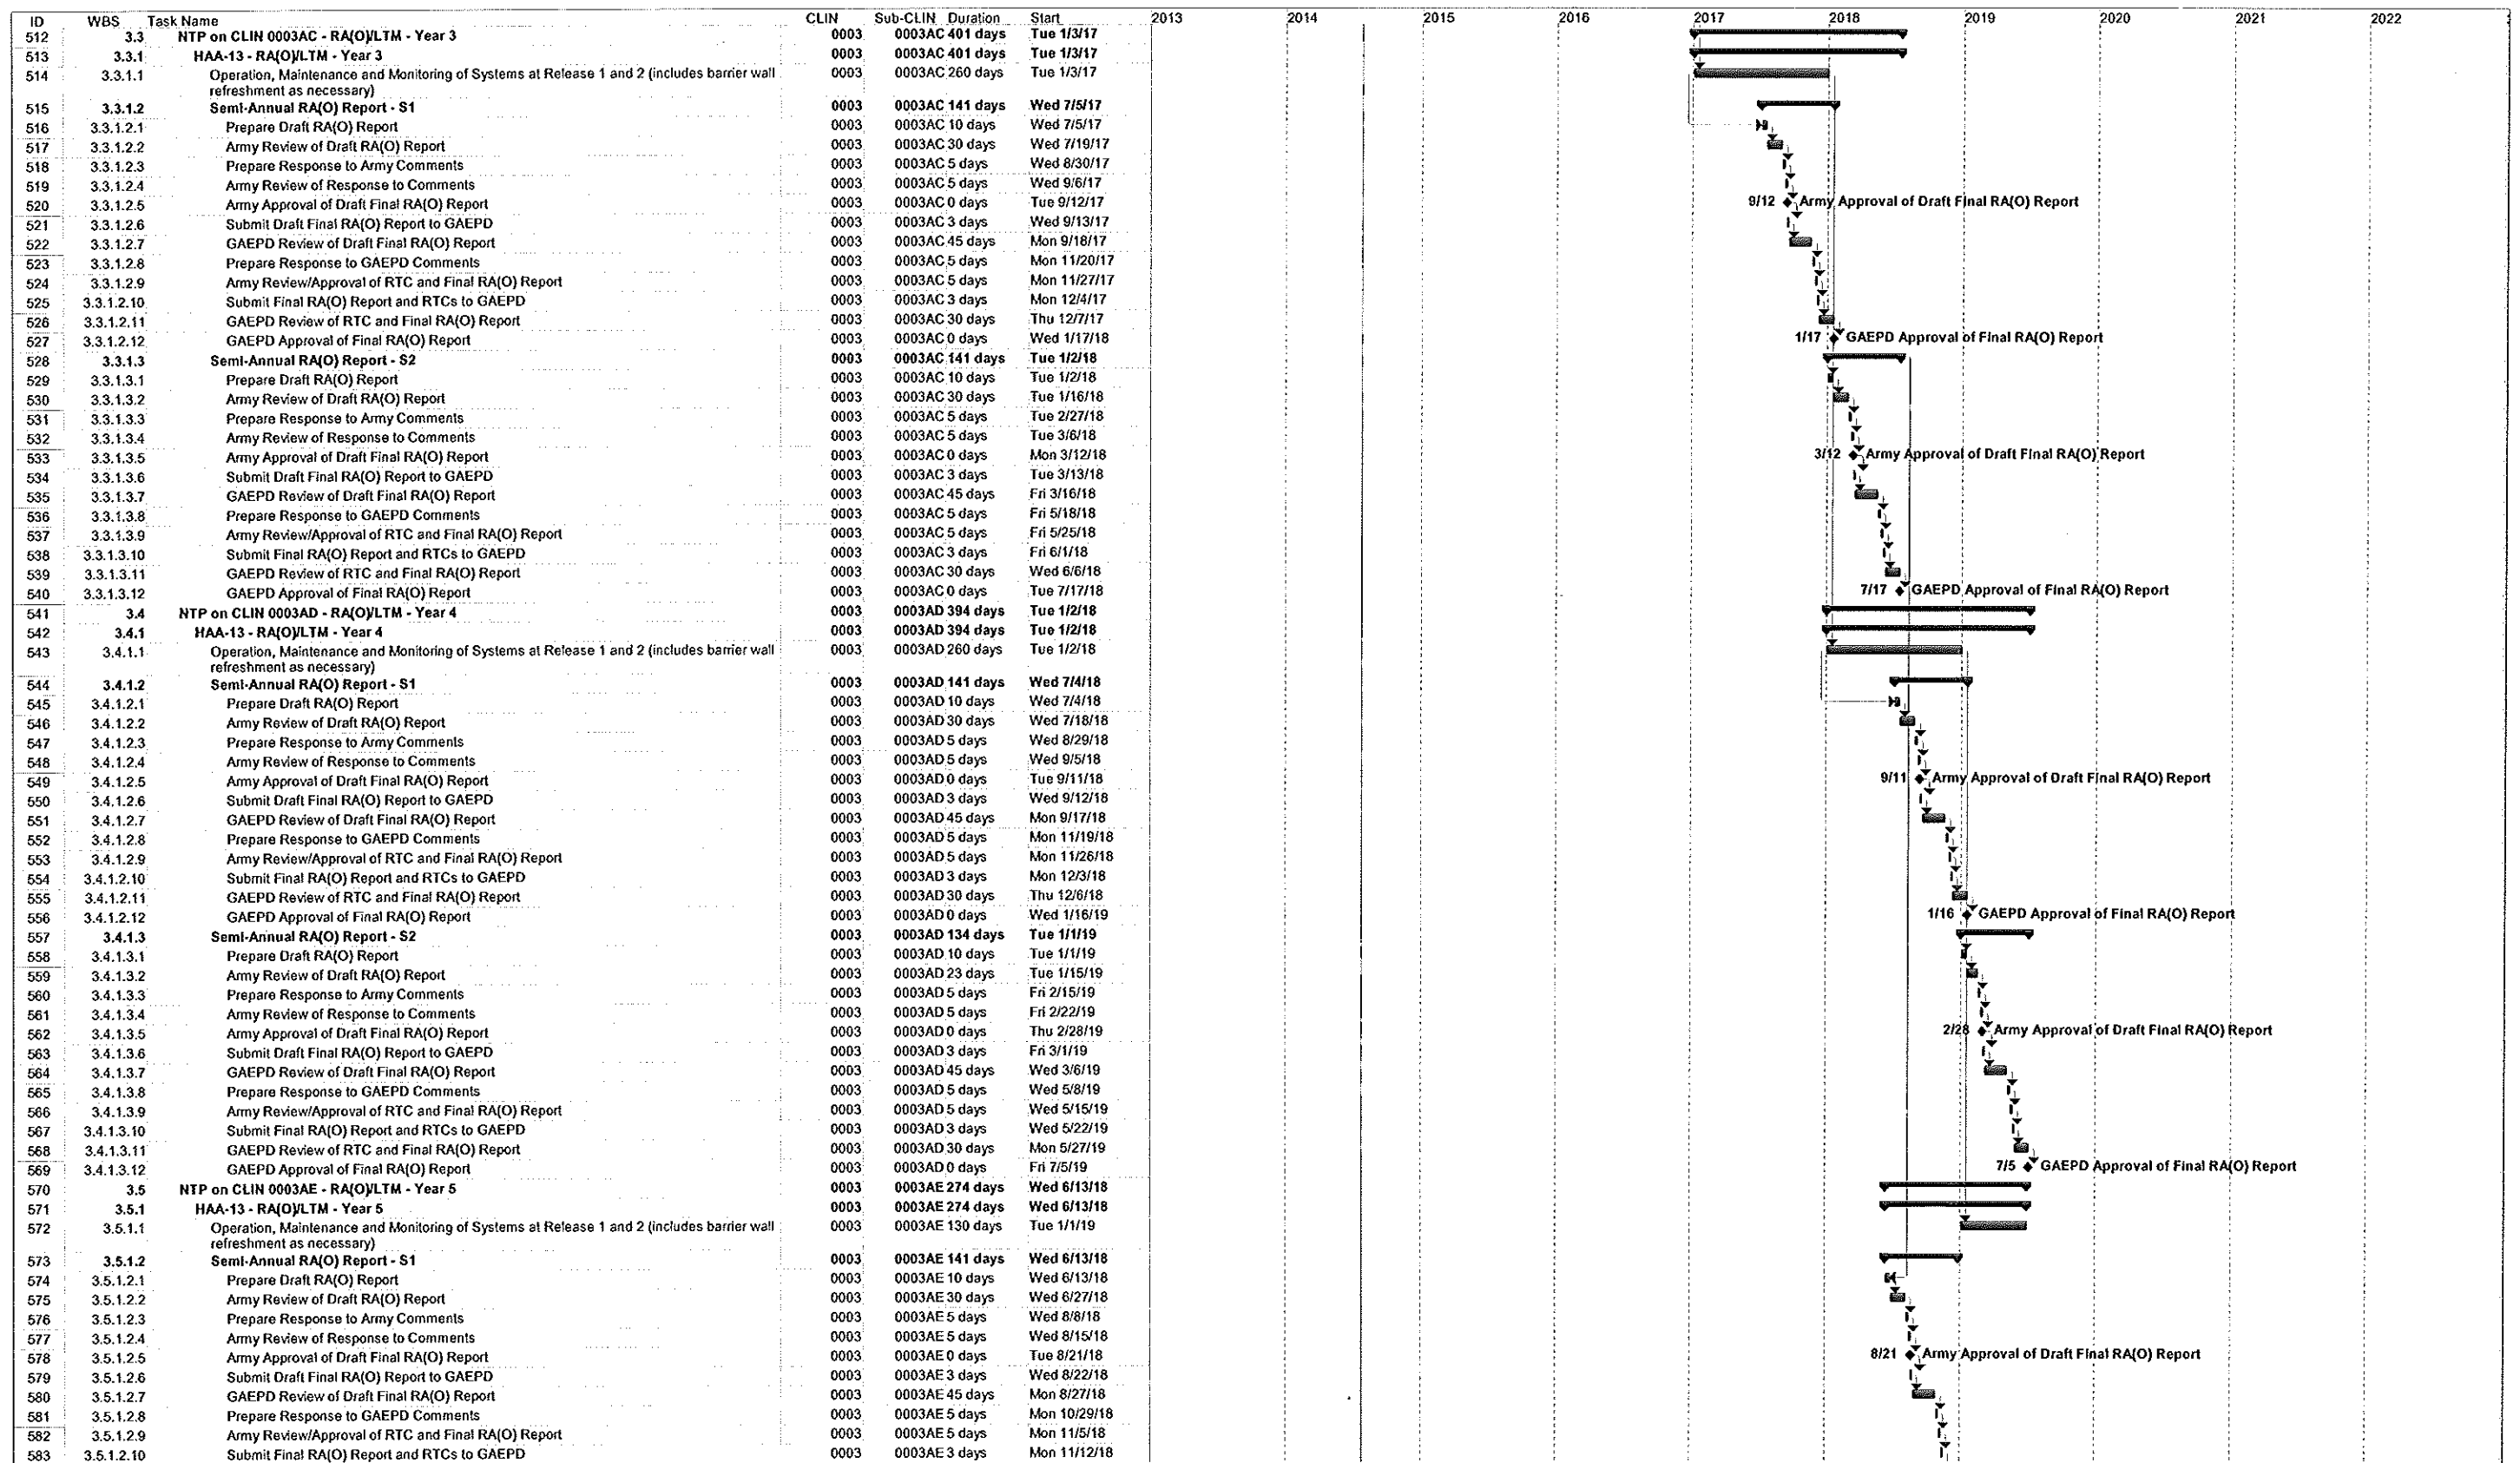 ID WBS Task Name CLIN Sub-CLIN Duration Start 2013 2014 2015 2016 2017 2018 2019 2020 2021 2022
512 3.3 NTP on CLIN 0003AC - RA(O)/LTM - Year 3 0003 0003AC 401 days Tue 1/3/17
513 3.3.1 HAA-13 - RA(O)/LTM - Year 3 0003 0003AC 401 days Tue 1/3/17
514 3.3.1.1 Operation, Maintenance and Monitoring of Systems at Release 1 and 2 (includes barrier wall 0003 0003AC 260 days Tue 1/3/17
refreshment as necessary)
515 3.3.1.2 Semi-Annual RA(O) Report - S1 0003 0003AC 141 days Wed 7/5/17
516 3.3.1.2.1 Prepare Draft RA(O) Report 0003 0003AC 10 days Wed 7/5/17
517 3.3.1.2.2 Army Review of Draft RA(O) Report 0003 0003AC 30 days Wed 7/19/17
518 3.3.1.2.3 Prepare Response to Army Comments 0003 0003AC 5 days Wed 8/30/17
519 3.3.1.2.4 Army Review of Response to Comments 0003 0003AC 5 days Wed 9/6/17
520 3.3.1.2.5 Army Approval of Draft Final RA(O) Report 0003 0003AC 0 days Tue 9/12/17 9/12 Army Approval of Draft Final RA(O) Report
521 3.3.1.2.6 Submit Draft Final RA(O) Report to GAEPD 0003 0003AC 3 days Wed 9/13/17
522 3.3.1.2.7 GAEPD Review of Draft Final RA(O) Report 0003 0003AC 45 days Mon 9/18/17
523 3.3.1.2.8 Prepare Response to GAEPD Comments 0003 0003AC 5 days Mon 11/20/17
524 3.3.1.2.9 Army Review/Approval of RTC and Final RA(O) Report 0003 0003AC 5 days Mon 11/27/17
525 3.3.1.2.10 Submit Final RA(O) Report and RTCs to GAEPD 0003 0003AC 3 days Mon 12/4/17
526 3.3.1.2.11 GAEPD Review of RTC and Final RA(O) Report 0003 0003AC 30 days Thu 12/7/17
527 3.3.1.2.12 GAEPD Approval of Final RA(O) Report 0003 0003AC 0 days Wed 1/17/18 1/17 GAEPD Approval of Final RA(O) Report
528 3.3.1.3 Semi-Annual RA(O) Report - S2 0003 0003AC 141 days Tue 1/2/18
529 3.3.1.3.1 Prepare Draft RA(O) Report 0003 0003AC 10 days Tue 1/2/18
530 3.3.1.3.2 Army Review of Draft RA(O) Report 0003 0003AC 30 days Tue 1/16/18
531 3.3.1.3.3 Prepare Response to Army Comments 0003 0003AC 5 days Tue 2/27/18
532 3.3.1.3.4 Army Review of Response to Comments 0003 0003AC 5 days Tue 3/6/18
533 3.3.1.3.5 Army Approval of Draft Final RA(O) Report 0003 0003AC 0 days Mon 3/12/18 3/12 Army Approval of Draft Final RA(O) Report
534 3.3.1.3.6 Submit Draft Final RA(O) Report to GAEPD 0003 0003AC 3 days Tue 3/13/18
535 3.3.1.3.7 GAEPD Review of Draft Final RA(O) Report 0003 0003AC 45 days Fri 3/16/18
536 3.3.1.3.8 Prepare Response to GAEPD Comments 0003 0003AC 5 days Fri 5/18/18
537 3.3.1.3.9 Army Review/Approval of RTC and Final RA(O) Report 0003 0003AC 5 days Fri 5/25/18
538 3.3.1.3.10 Submit Final RA(O) Report and RTCs to GAEPD 0003 0003AC 3 days Fri 6/1/18
539 3.3.1.3.11 GAEPD Review of RTC and Final RA(O) Report 0003 0003AC 30 days Wed 6/6/18
540 3.3.1.3.12 GAEPD Approval of Final RA(O) Report 0003 0003AC 0 days Tue 7/17/18 7/17 GAEPD Approval of Final RA(O) Report
541 3.4 NTP on CLIN 0003AD - RA(O)/LTM - Year 4 0003 0003AD 394 days Tue 1/2/18
542 3.4.1 HAA-13 - RA(O)/LTM - Year 4 0003 0003AD 394 days Tue 1/2/18
543 3.4.1.1 Operation, Maintenance and Monitoring of Systems at Release 1 and 2 (includes barrier wall 0003 0003AD 260 days Tue 1/2/18
refreshment as necessary)
544 3.4.1.2 Semi-Annual RA(O) Report - S1 0003 0003AD 141 days Wed 7/4/18
545 3.4.1.2.1 Prepare Draft RA(O) Report 0003 0003AD 10 days Wed 7/4/18
546 3.4.1.2.2 Army Review of Draft RA(O) Report 0003 0003AD 30 days Wed 7/18/18
547 3.4.1.2.3 Prepare Response to Army Comments 0003 0003AD 5 days Wed 8/29/18
548 3.4.1.2.4 Army Review of Response to Comments 0003 0003AD 5 days Wed 9/5/18
549 3.4.1.2.5 Army Approval of Draft Final RA(O) Report 0003 0003AD 0 days Tue 9/11/18 9/11 Army Approval of Draft Final RA(O) Report
550 3.4.1.2.6 Submit Draft Final RA(O) Report to GAEPD 0003 0003AD 3 days Wed 9/12/18
551 3.4.1.2.7 GAEPD Review of Draft Final RA(O) Report 0003 0003AD 45 days Mon 9/17/18
552 3.4.1.2.8 Prepare Response to GAEPD Comments 0003 0003AD 5 days Mon 11/19/18
553 3.4.1.2.9 Army Review/Approval of RTC and Final RA(O) Report 0003 0003AD 5 days Mon 11/26/18
554 3.4.1.2.10 Submit Final RA(O) Report and RTCs to GAEPD 0003 0003AD 3 days Mon 12/3/18
555 3.4.1.2.11 GAEPD Review of RTC and Final RA(O) Report 0003 0003AD 30 days Thu 12/6/18
556 3.4.1.2.12 GAEPD Approval of Final RA(O) Report 0003 0003AD 0 days Wed 1/16/19 1/16 GAEPD Approval of Final RA(O) Report
557 3.4.1.3 Semi-Annual RA(O) Report - S2 0003 0003AD 134 days Tue 1/1/19
558 3.4.1.3.1 Prepare Draft RA(O) Report 0003 0003AD 10 days Tue 1/1/19
559 3.4.1.3.2 Army Review of Draft RA(O) Report 0003 0003AD 23 days Tue 1/15/19
560 3.4.1.3.3 Prepare Response to Army Comments 0003 0003AD 5 days Fri 2/15/19
561 3.4.1.3.4 Army Review of Response to Comments 0003 0003AD 5 days Fri 2/22/19
562 3.4.1.3.5 Army Approval of Draft Final RA(O) Report 0003 0003AD 0 days Thu 2/28/19 2/28 Army Approval of Draft Final RA(O) Report
563 3.4.1.3.6 Submit Draft Final RA(O) Report to GAEPD 0003 0003AD 3 days Fri 3/1/19
564 3.4.1.3.7 GAEPD Review of Draft Final RA(O) Report 0003 0003AD 45 days Wed 3/6/19
565 3.4.1.3.8 Prepare Response to GAEPD Comments 0003 0003AD 5 days Wed 5/8/19
566 3.4.1.3.9 Army Review/Approval of RTC and Final RA(O) Report 0003 0003AD 5 days Wed 5/15/19
567 3.4.1.3.10 Submit Final RA(O) Report and RTCs to GAEPD 0003 0003AD 3 days Wed 5/22/19
568 3.4.1.3.11 GAEPD Review of RTC and Final RA(O) Report 0003 0003AD 30 days Mon 5/27/19
569 3.4.1.3.12 GAEPD Approval of Final RA(O) Report 0003 0003AD 0 days Fri 7/5/19 7/5 GAEPD Approval of Final RA(O) Report
570 3.5 NTP on CLIN 0003AE - RA(O)/LTM - Year 5 0003 0003AE 274 days Wed 6/13/18
571 3.5.1 HAA-13 - RA(O)/LTM - Year 5 0003 0003AE 274 days Wed 6/13/18
572 3.5.1.1 Operation, Maintenance and Monitoring of Systems at Release 1 and 2 (includes barrier wall 0003 0003AE 130 days Tue 1/1/19
refreshment as necessary)
573 3.5.1.2 Semi-Annual RA(O) Report - S1 0003 0003AE 141 days Wed 6/13/18
574 3.5.1.2.1 Prepare Draft RA(O) Report 0003 0003AE 10 days Wed 6/13/18
575 3.5.1.2.2 Army Review of Draft RA(O) Report 0003 0003AE 30 days Wed 6/27/18
576 3.5.1.2.3 Prepare Response to Army Comments 0003 0003AE 5 days Wed 8/8/18
577 3.5.1.2.4 Army Review of Response to Comments 0003 0003AE 5 days Wed 8/15/18
578 3.5.1.2.5 Army Approval of Draft Final RA(O) Report 0003 0003AE 0 days Tue 8/21/18 8/21 Army Approval of Draft Final RA(O) Report
579 3.5.1.2.6 Submit Draft Final RA(O) Report to GAEPD 0003 0003AE 3 days Wed 8/22/18
580 3.5.1.2.7 GAEPD Review of Draft Final RA(O) Report 0003 0003AE 45 days Mon 8/27/18
581 3.5.1.2.8 Prepare Response to GAEPD Comments 0003 0003AE 5 days Mon 10/29/18
582 3.5.1.2.9 Army Review/Approval of RTC and Final RA(O) Report 0003 0003AE 5 days Mon 11/5/18
583 3.5.1.2.10 Submit Final RA(O) Report and RTCs to GAEPD 0003 0003AE 3 days Mon 11/12/18